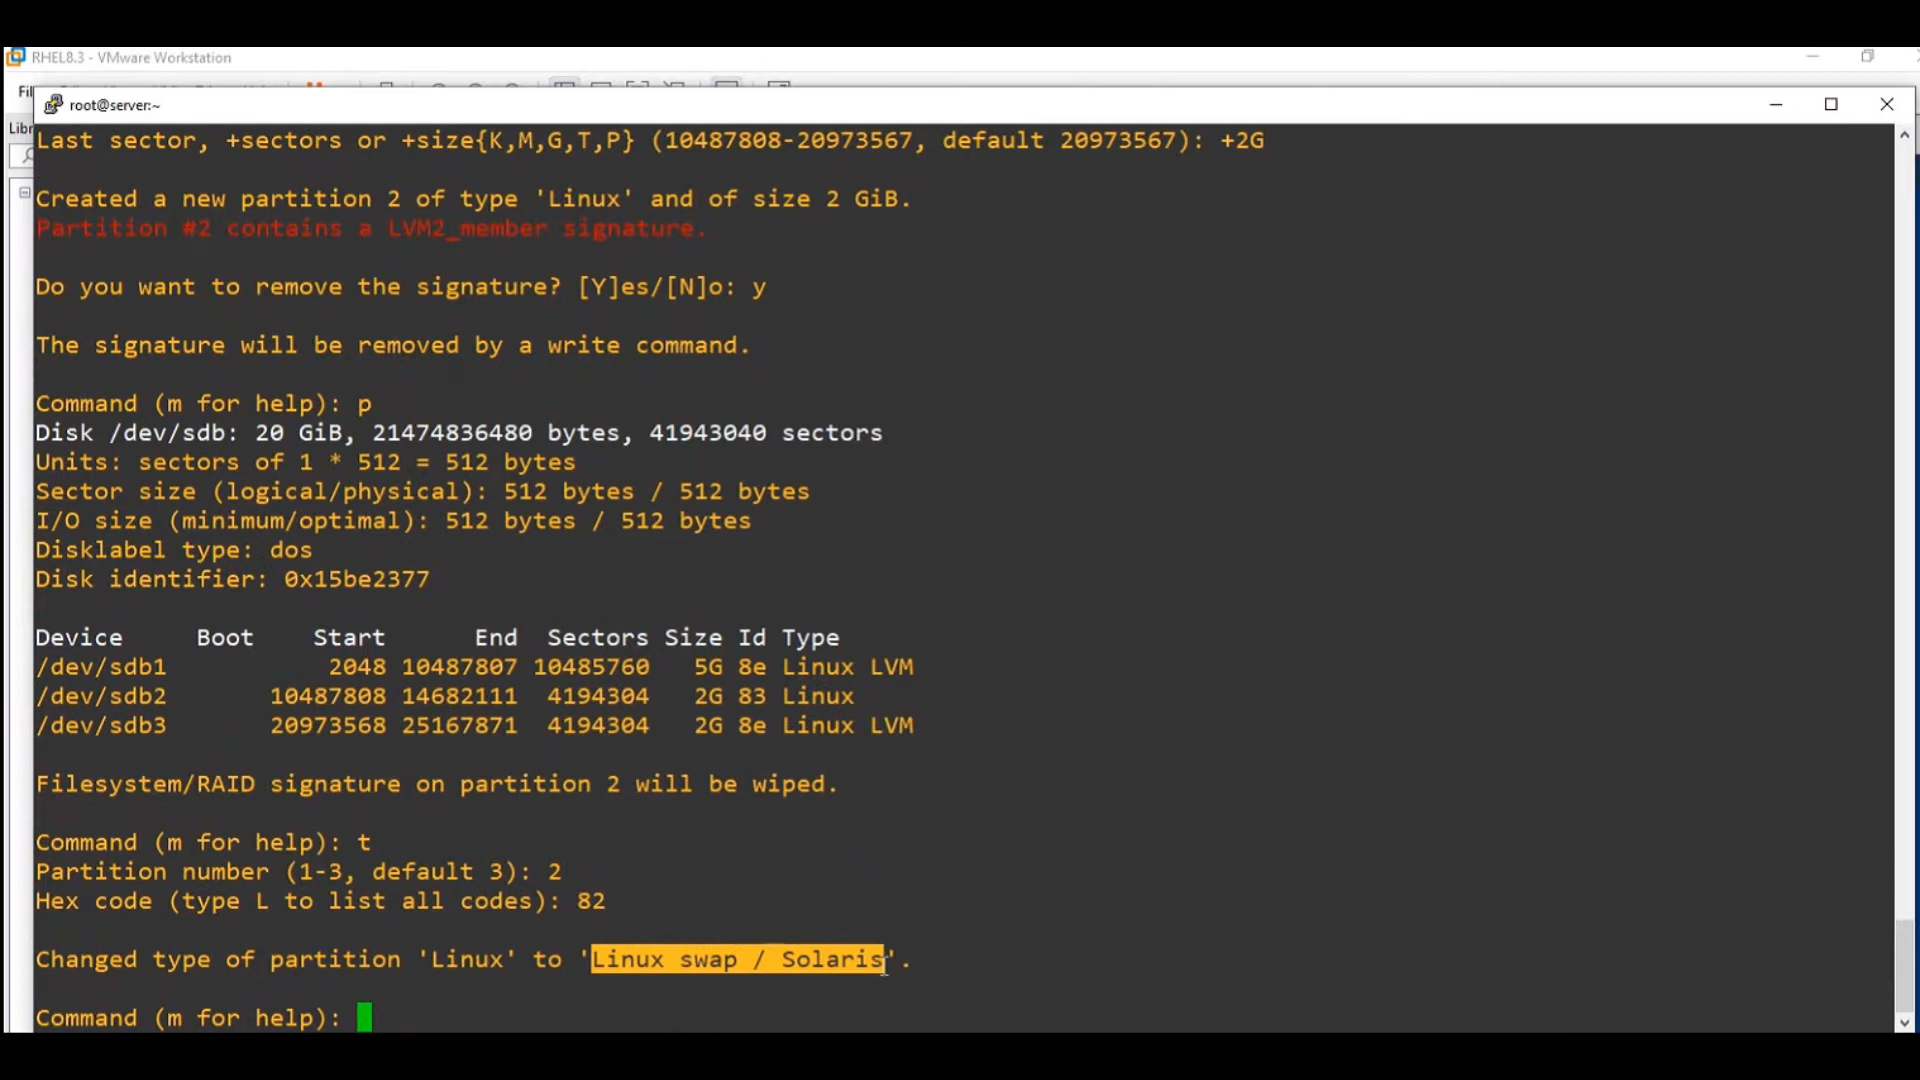 RHEL8.3 - VMware Workstation
Fil
root@server:~
Libr
Last sector, +sectors or +size{K,M,G,T,P} (10487808-20973567, default 20973567): +2G
Created a new partition 2 of type 'Linux' and of size 2 GiB.
Partition #2 contains a LVM2_member signature.
Do you want to remove the signature? [Y]es/[N]o: y
The signature will be removed by a write command.
Command (m for help): p
Disk /dev/sdb: 20 GiB, 21474836480 bytes, 41943040 sectors
Units: sectors of 1 * 512 = 512 bytes
Sector size (logical/physical): 512 bytes / 512 bytes
I/O size (minimum/optimal): 512 bytes / 512 bytes
Disklabel type: dos
Disk identifier: 0x15be2377
Device Boot Start End Sectors Size Id Type
/dev/sdb1 2048 10487807 10485760 5G 8e Linux LVM
/dev/sdb2 10487808 14682111 4194304 2G 83 Linux
/dev/sdb3 20973568 25167871 4194304 2G 8e Linux LVM
Filesystem/RAID signature on partition 2 will be wiped.
Command (m for help): t
Partition number (1-3, default 3): 2
Hex code (type L to list all codes): 82
Changed type of partition 'Linux' to 'Linux swap / Solaris'.
Command (m for help):